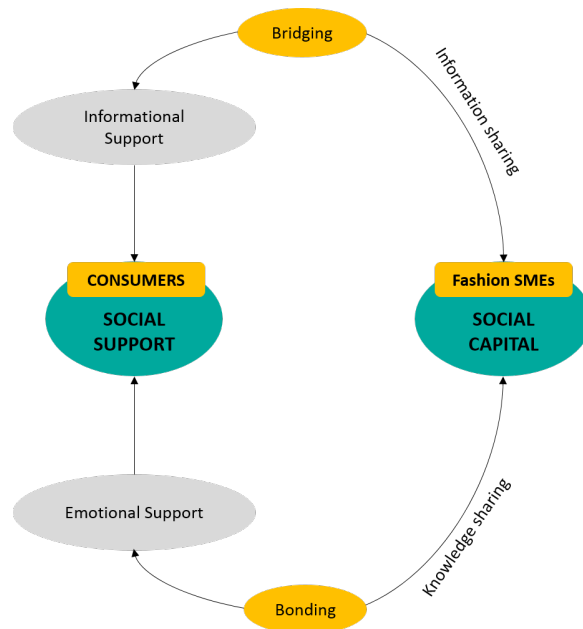 Bridging
Information sharing
Informational
Support
CONSUMERS
SOCIAL
SUPPORT
Fashion SMEs
SOCIAL
CAPITAL
Emotional Support
Knowledge sharing
Bonding